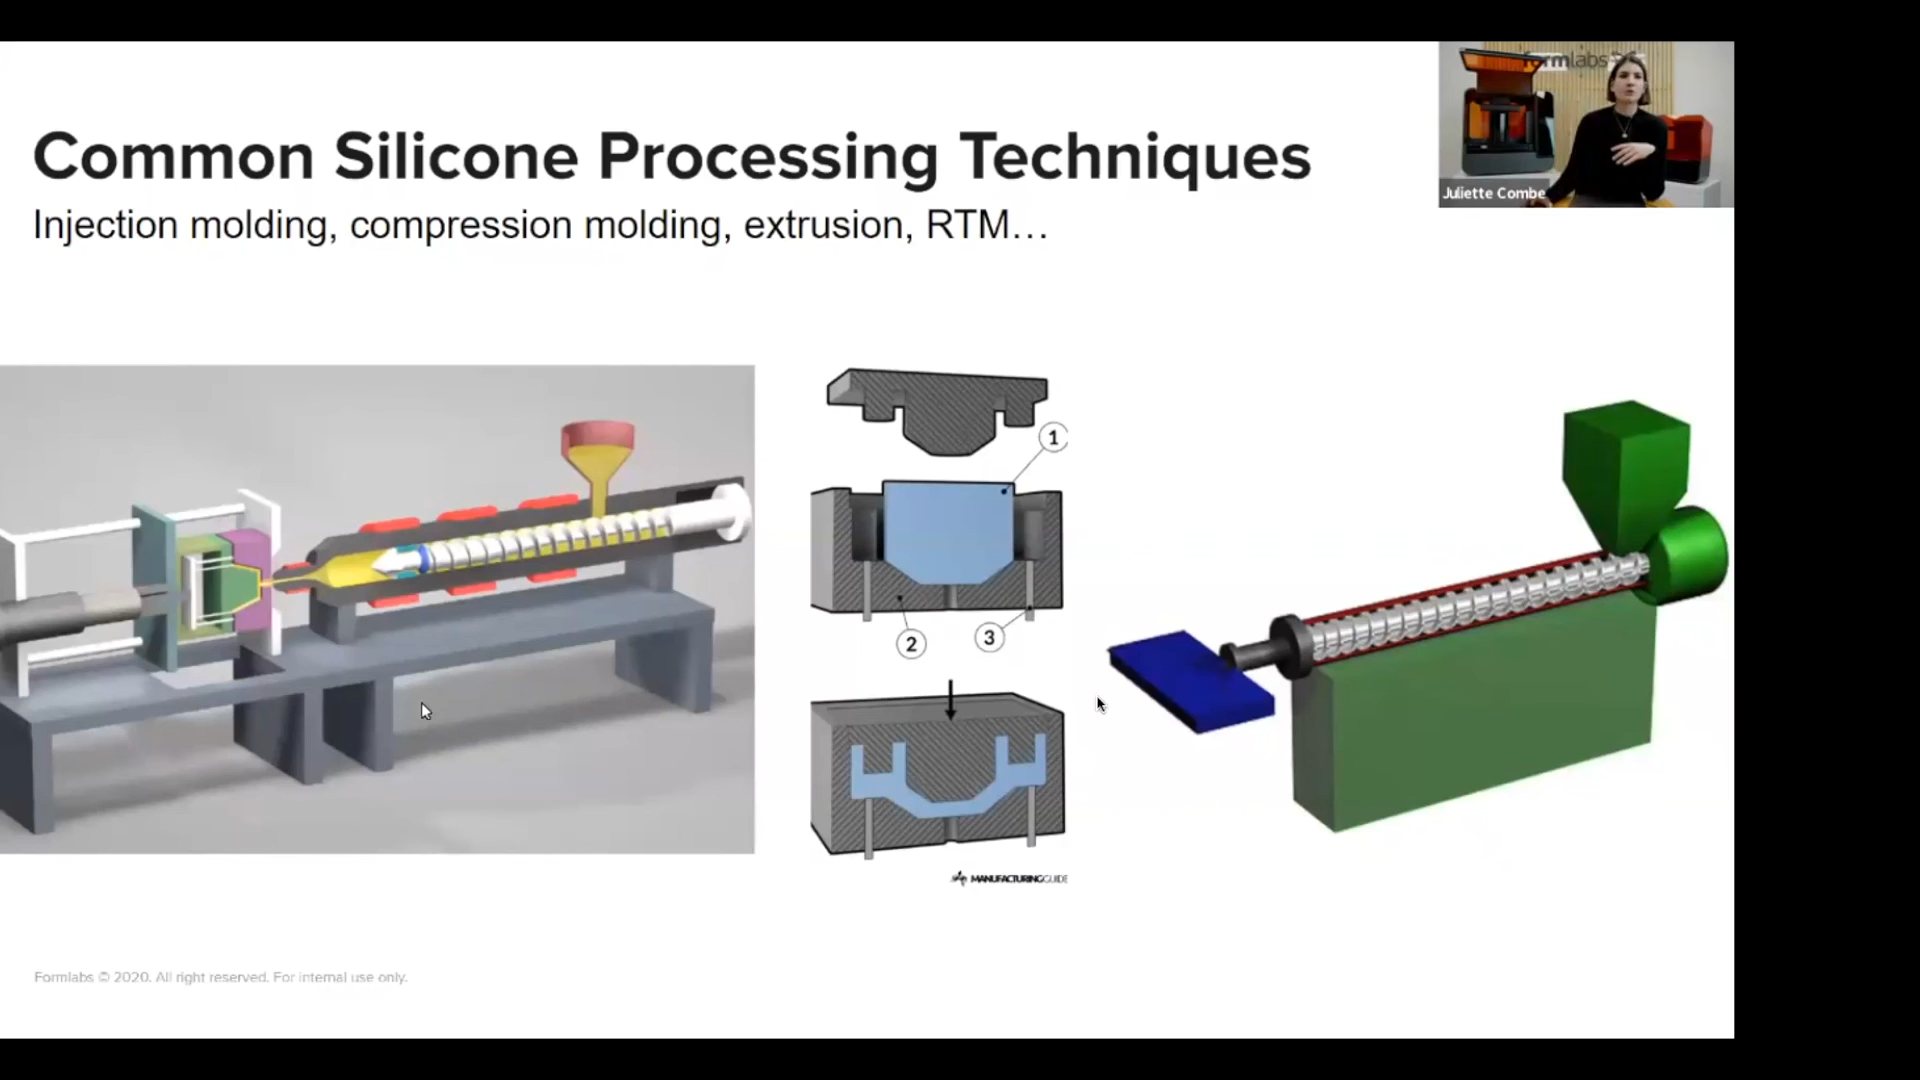 formlabs
Juliette Combe
Common Silicone Processing Techniques
Injection molding, compression molding, extrusion, RTM…
1
2
3
MANUFACTURINGGUIDE
Formlabs © 2020. All right reserved. For internal use only.